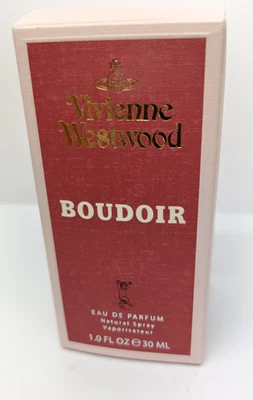 Vivienne
Westwood
BOUDOIR
EAU DE PARFUM
Natural Spray
Vaporisateur
1.0 FL OZ ℮ 30 ML